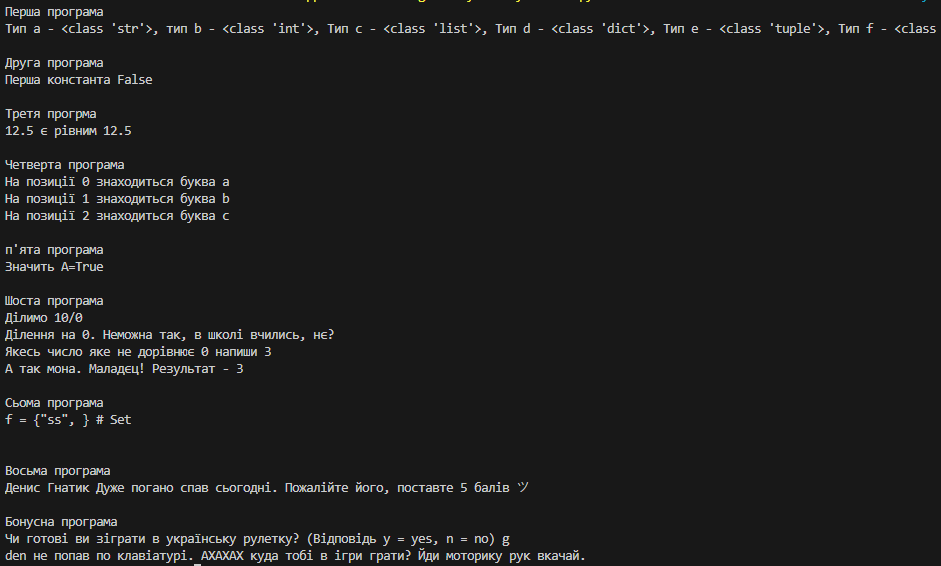 Перша програма
Тип a - <class 'str'>, тип b - <class 'int'>, Тип c - <class 'list'>, Тип d - <class 'dict'>, Тип e - <class 'tuple'>, Тип f - <class
Друга програма
Перша константа False
Третя прогрма
12.5 є рівним 12.5
Четверта програма
На позиції 0 знаходиться буква a
На позиції 1 знаходиться буква b
На позиції 2 знаходиться буква c
п'ята програма
Значить A=True
Шоста програма
Ділимо 10/0
Ділення на 0. Неможна так, в школі вчились, нє?
Якесь число яке не дорівнює 0 напиши 3
А так мона. Маладєц! Результат - 3
Сьома програма
f = {"ss", } # Set
Восьма програма
Денис Гнатик Дуже погано спав сьогодні. Пожалійте його, поставте 5 балів ツ
Бонусна програма
Чи готові ви зіграти в українську рулетку? (Відповідь y = yes, n = no) g
den не попав по клавіатурі. АХАХАХ куда тобі в ігри грати? Йди моторику рук вкачай.